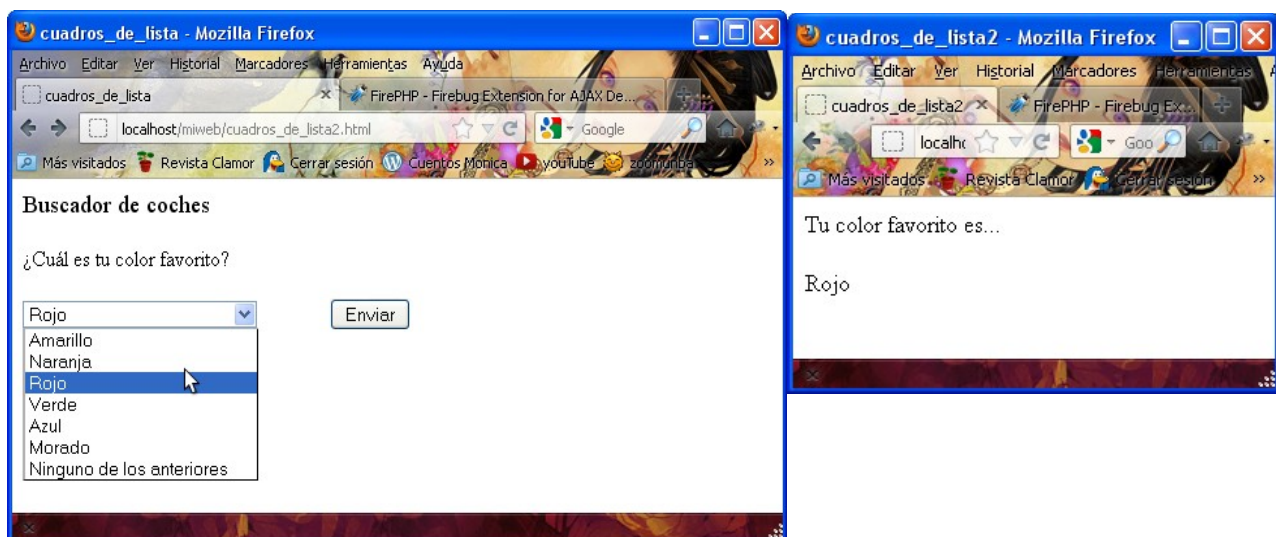 cuadros_de_lista - Mozilla Firefox
Archivo Editar Ver Historial Marcadores Herramientas Ayuda
cuadros_de_lista
FirePHP - Firebug Extension for AJAX De...
localhost/miweb/cuadros_de_lista2.html
Google
Más visitados Revista Clamor Cerrar sesión Cuentos Monica youtube zoomunba
Buscador de coches
¿Cuál es tu color favorito?
Rojo
Enviar
Amarillo
Naranja
Rojo
Verde
Azul
Morado
Ninguno de los anteriores
cuadros_de_lista2 - Mozilla Firefox
Archivo Editar Ver Historial Marcadores Herramientas A
cuadros_de_lista2
FirePHP - Firebug Ex...
localhc
Goo
Más visitados Revista Clamor Cerrar sesión
Tu color favorito es...
Rojo